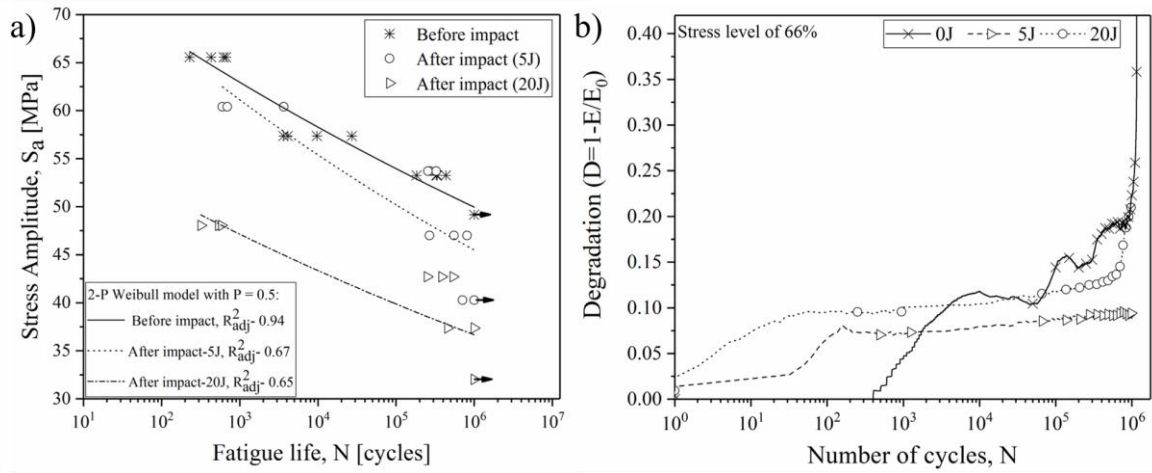 a)
Stress Amplitude, Sₐ [MPa]
70
65
60
55
50
45
40
35
30
Before impact
After impact (5J)
After impact (20J)
2-P Weibull model with P = 0.5:
Before impact, R²adj- 0.94
After impact-5J, R²adj- 0.67
After impact-20J, R²adj- 0.65
10¹ 10² 10³ 10⁴ 10⁵ 10⁶ 10⁷
Fatigue life, N [cycles]
b)
Degradation (D=1-E/E₀)
0.40
0.35
0.30
0.25
0.20
0.15
0.10
0.05
0.00
Stress level of 66%
0J 5J 20J
10⁰ 10¹ 10² 10³ 10⁴ 10⁵ 10⁶
Number of cycles, N